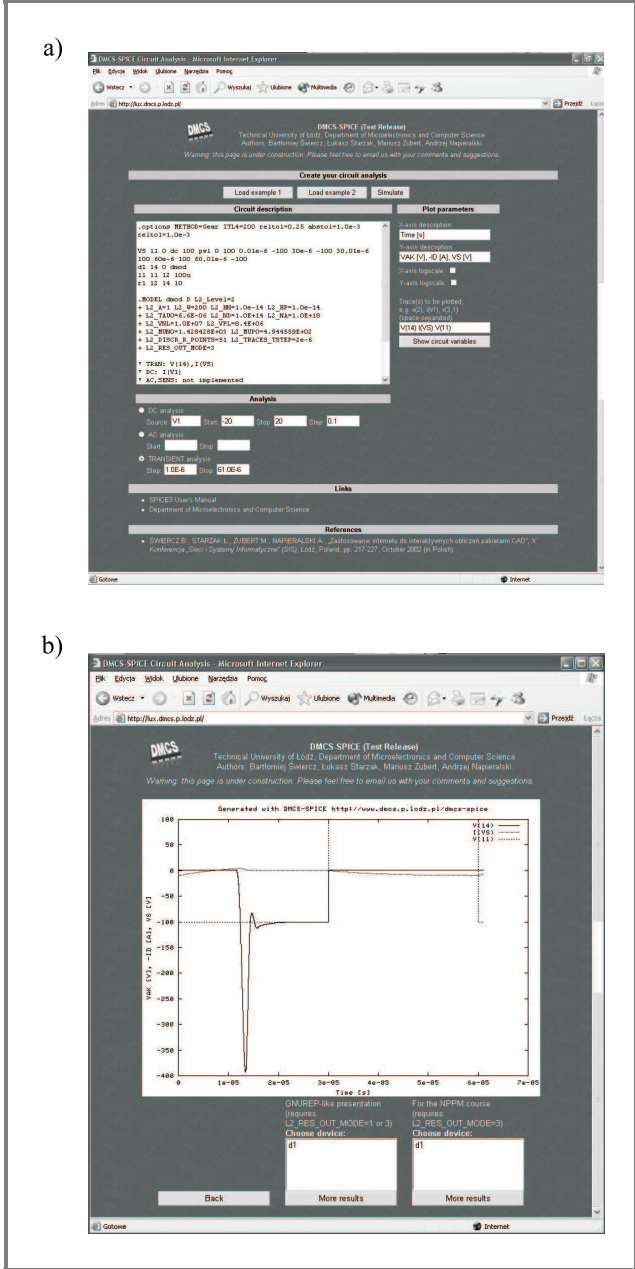 a)
DMCS-SPICE Circuit Analysis - Microsoft Internet Explorer
Plik Edycja Widok Ulubione Narzędzia Pomoc
Wstecz Wyszukaj Ulubione Multimedia
Adres http://lux.dmcs.p.lodz.pl/ Przejdź Łącza
DMCS
DMCS-SPICE (Test Release)
Technical University of Łódź, Department of Microelectronics and Computer Science
Authors: Bartłomiej Świercz, Łukasz Starzak, Mariusz Zubert, Andrzej Napieralski
Warning: this page is under construction. Please feel free to email us with your comments and suggestions.
Create your circuit analysis
Load example 1 Load example 2 Simulate
Circuit description Plot parameters
.options METHOD=Gear ITL4=200 reltol=0.25 abstol=1.0e-3
reltol=1.0e-3
VS 11 0 dc 100 pwl 0 100 0.01e-6 -100 30e-6 -100 30.01e-6
100 60e-6 100 60.01e-6 -100
d1 14 0 dmod
l1 11 12 100u
r1 12 14 10
.MODEL dmod D L2_Level=2
+ L2_A=1 L2_W=200 L2_NN=1.0e-14 L2_HP=1.0e-14
+ L2_TAUO=6.6E-06 L2_ND=1.0E+14 L2_NA=1.0E+18
+ L2_VNL=1.0E+07 L2_VPL=8.4E+06
+ L2_MUNO=1.428428E+03 L2_MUPO=4.944559E+02
+ L2_DISCR_R_POINTS=51 L2_TRACES_TSTEP=2e-6
+ L2_RES_OUT_MODE=3
* TRAN: V(14),I(VS)
* DC: I(V1)
* AC,SENS: not implemented
X-axis description:
Time [s]
Y-axis description:
VAK [V], -ID [A], VS [V]
X-axis logscale:
Y-axis logscale:
Trace(s) to be plotted,
e.g. v(2), i(v1), v(3,1)
(space-separated):
V(14) I(VS) V(11)
Show circuit variables
Analysis
DC analysis
Source: V1 Start: -20 Stop: 20 Step: 0.1
AC analysis
Start: Stop:
TRANSIENT analysis
Step: 1.0E-6 Stop: 61.0E-6
Links
SPICE3 User's Manual
Department of Microelectronics and Computer Science
References
ŚWIERCZ B., STARZAK Ł., ZUBERT M., NAPIERALSKI A.: „Zastosowanie internetu do interaktywnych obliczeń pakietami CAD”, X
Konferencja „Sieci i Systemy Informatyczne” (SIS), Łódź, Poland, pp. 217-227, October 2002 (in Polish).
Gotowe Internet
b)
DMCS-SPICE Circuit Analysis - Microsoft Internet Explorer
Plik Edycja Widok Ulubione Narzędzia Pomoc
Wstecz Wyszukaj Ulubione Multimedia
Adres http://lux.dmcs.p.lodz.pl/ Przejdź Łącza
DMCS
DMCS-SPICE (Test Release)
Technical University of Łódź, Department of Microelectronics and Computer Science
Authors: Bartłomiej Świercz, Łukasz Starzak, Mariusz Zubert, Andrzej Napieralski
Warning: this page is under construction. Please feel free to email us with your comments and suggestions.
Generated with DMCS-SPICE http://www.dmcs.p.lodz.pl/dmcs-spice
V(14)
I(VS)
V(11)
100
50
0
-50
-100
-150
-200
-250
-300
-350
-400
VAK [V], -ID [A], VS [V]
0 1e-05 2e-05 3e-05 4e-05 5e-05 6e-05 7e-05
Time [s]
GNUREP-like presentation
(requires
L2_RES_OUT_MODE=1 or 3)
Choose device:
d1
For the NPPM course
(requires
L2_RES_OUT_MODE=3)
Choose device:
d1
Back More results More results
Gotowe Internet